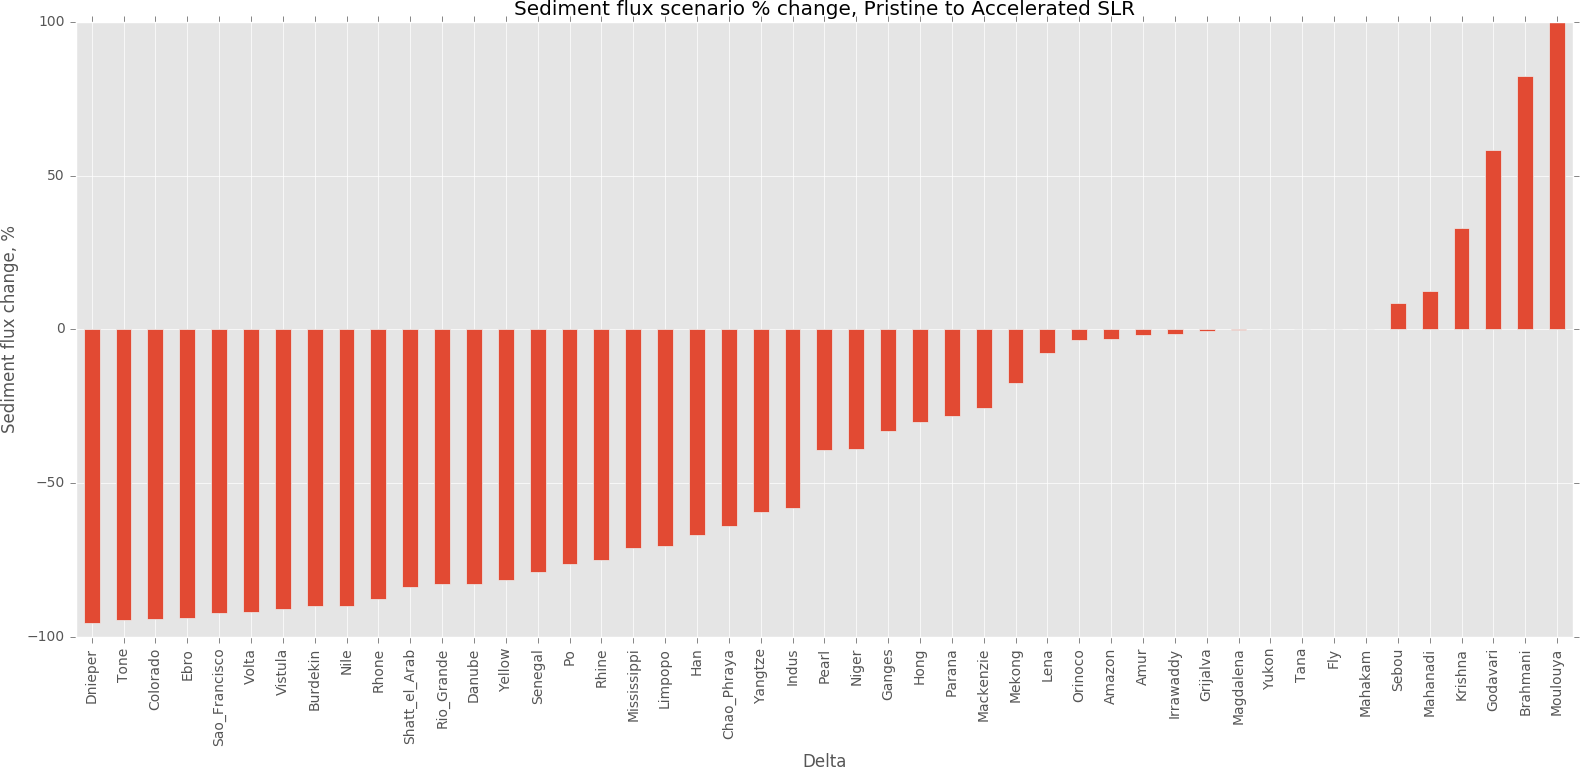 Sediment flux scenario % change, Pristine to Accelerated SLR
100
50
0
−50
−100
Sediment flux change, %
Dnieper
Tone
Colorado
Ebro
Sao_Francisco
Volta
Vistula
Burdekin
Nile
Rhone
Shatt_el_Arab
Rio_Grande
Danube
Yellow
Senegal
Po
Rhine
Mississippi
Limpopo
Han
Chao_Phraya
Yangtze
Indus
Pearl
Niger
Ganges
Hong
Parana
Mackenzie
Mekong
Lena
Orinoco
Amazon
Amur
Irrawaddy
Grijalva
Magdalena
Yukon
Tana
Fly
Mahakam
Sebou
Mahanadi
Krishna
Godavari
Brahmani
Moulouya
Delta